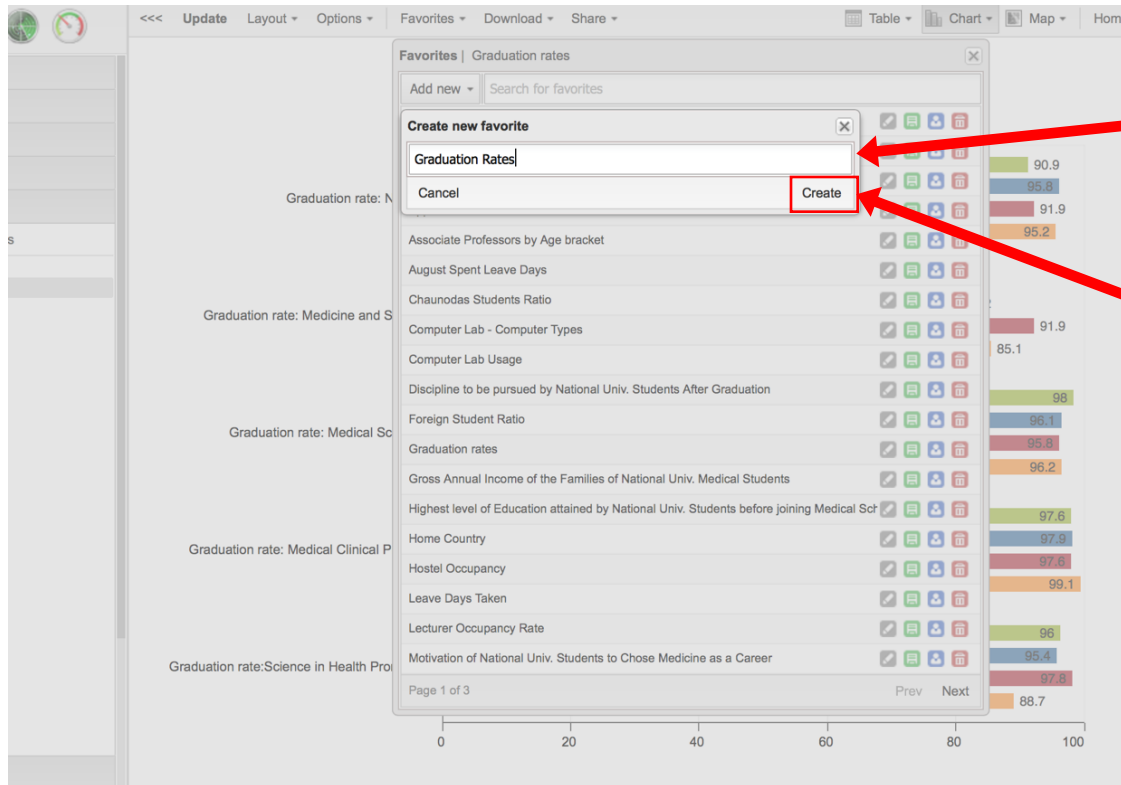 <<< Update Layout Options Favorites Download Share Table Chart Map Hom
Favorites | Graduation rates
Add new Search for favorites
Create new favorite
Graduation Rates
Cancel Create
Associate Professors by Age bracket
August Spent Leave Days
Chaunodas Students Ratio
Computer Lab - Computer Types
Computer Lab Usage
Discipline to be pursued by National Univ. Students After Graduation
Foreign Student Ratio
Graduation rates
Gross Annual Income of the Families of National Univ. Medical Students
Highest level of Education attained by National Univ. Students before joining Medical Sch
Home Country
Hostel Occupancy
Leave Days Taken
Lecturer Occupancy Rate
Motivation of National Univ. Students to Chose Medicine as a Career
Page 1 of 3 Prev Next
s
Graduation rate: N
90.9
95.8
91.9
95.2
Graduation rate: Medicine and S
91.9
85.1
Graduation rate: Medical Sc
98
96.1
95.8
96.2
Graduation rate: Medical Clinical P
97.6
97.9
97.6
99.1
Graduation rate:Science in Health Pro
96
95.4
97.8
88.7
0 20 40 60 80 100